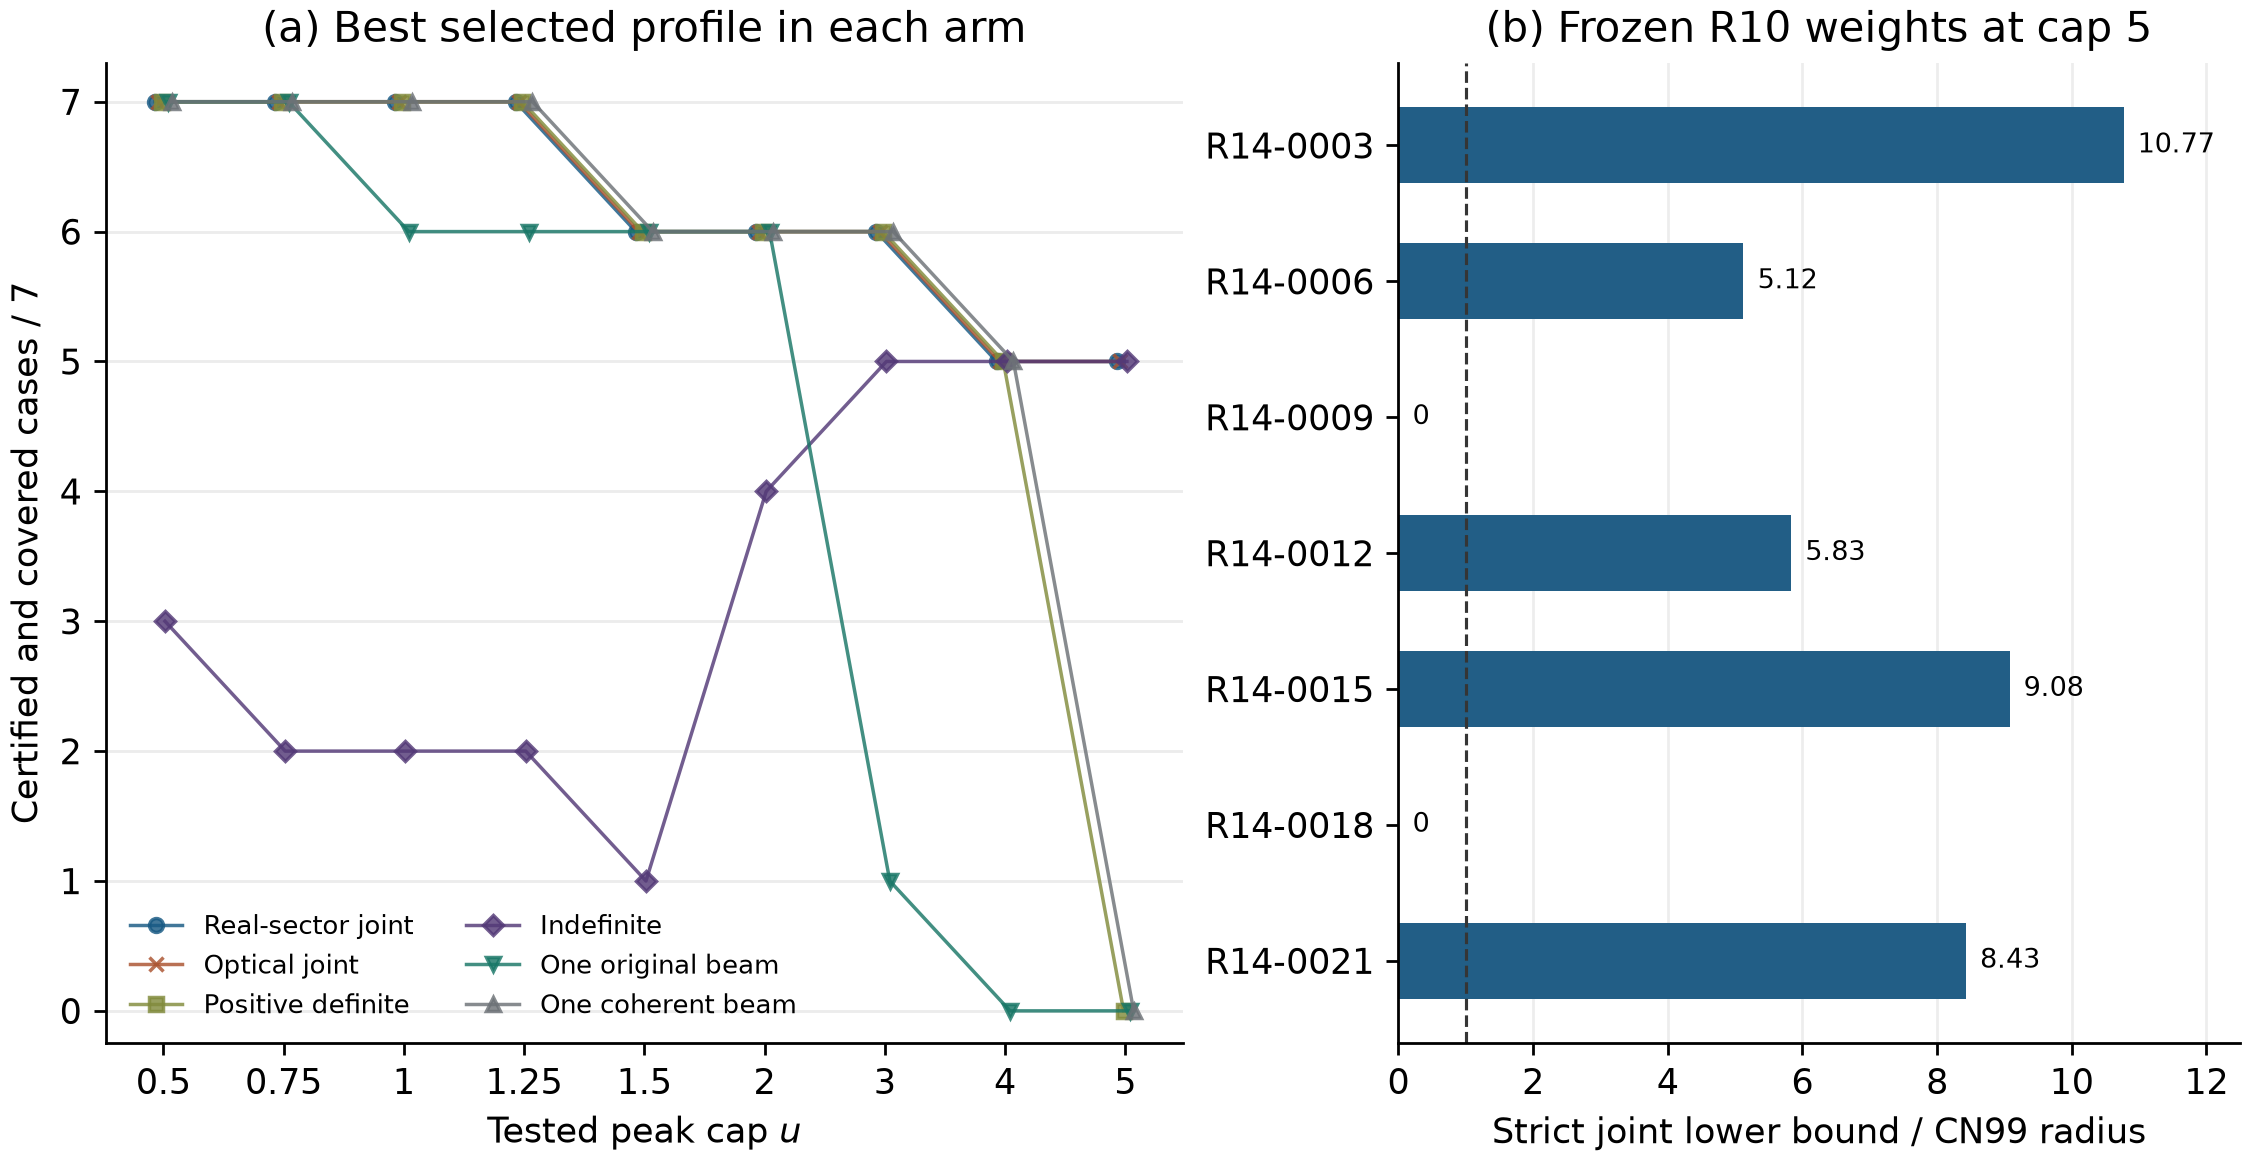 (a) Best selected profile in each arm
Certified and covered cases / 7
7
6
5
4
3
2
1
0
Real-sector joint
Optical joint
Positive definite
Indefinite
One original beam
One coherent beam
0.5 0.75 1 1.25 1.5 2 3 4 5
Tested peak cap u
(b) Frozen R10 weights at cap 5
R14-0003 10.77
R14-0006 5.12
R14-0009 0
R14-0012 5.83
R14-0015 9.08
R14-0018 0
R14-0021 8.43
0 2 4 6 8 10 12
Strict joint lower bound / CN99 radius